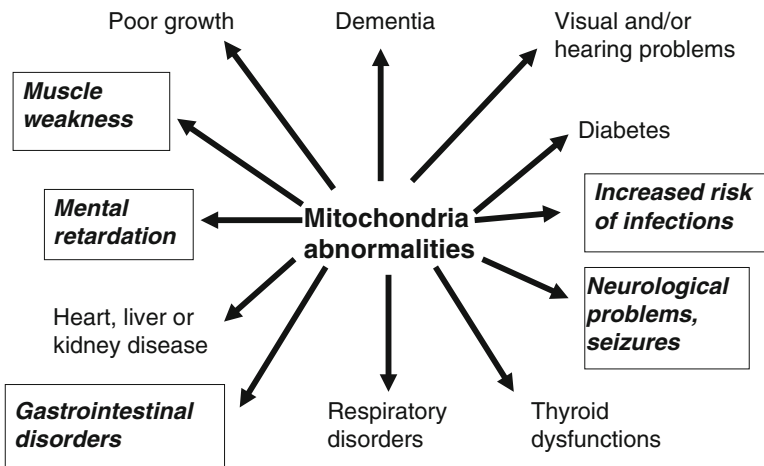 Poor growth
Dementia
Visual and/or
hearing problems
Muscle
weakness
Diabetes
Mental
retardation
Mitochondria
abnormalities
Increased risk
of infections
Heart, liver or
kidney disease
Neurological
problems,
seizures
Gastrointestinal
disorders
Respiratory
disorders
Thyroid
dysfunctions